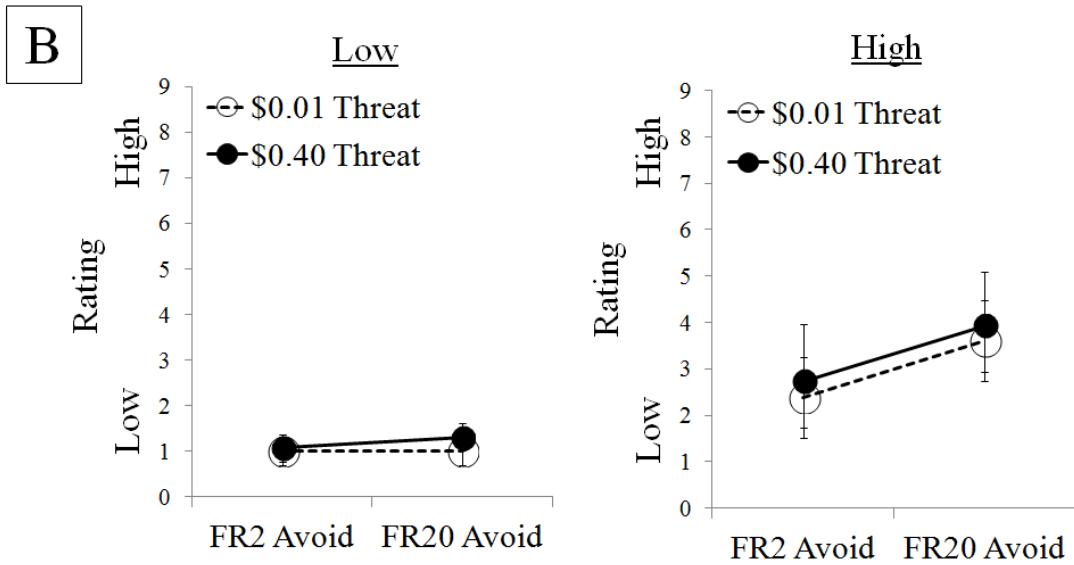 B
Low
$0.01 Threat
$0.40 Threat
Rating
Low
High
9
8
7
6
5
4
3
2
1
0
FR2 Avoid
FR20 Avoid
High
$0.01 Threat
$0.40 Threat
Rating
Low
High
9
8
7
6
5
4
3
2
1
0
FR2 Avoid
FR20 Avoid